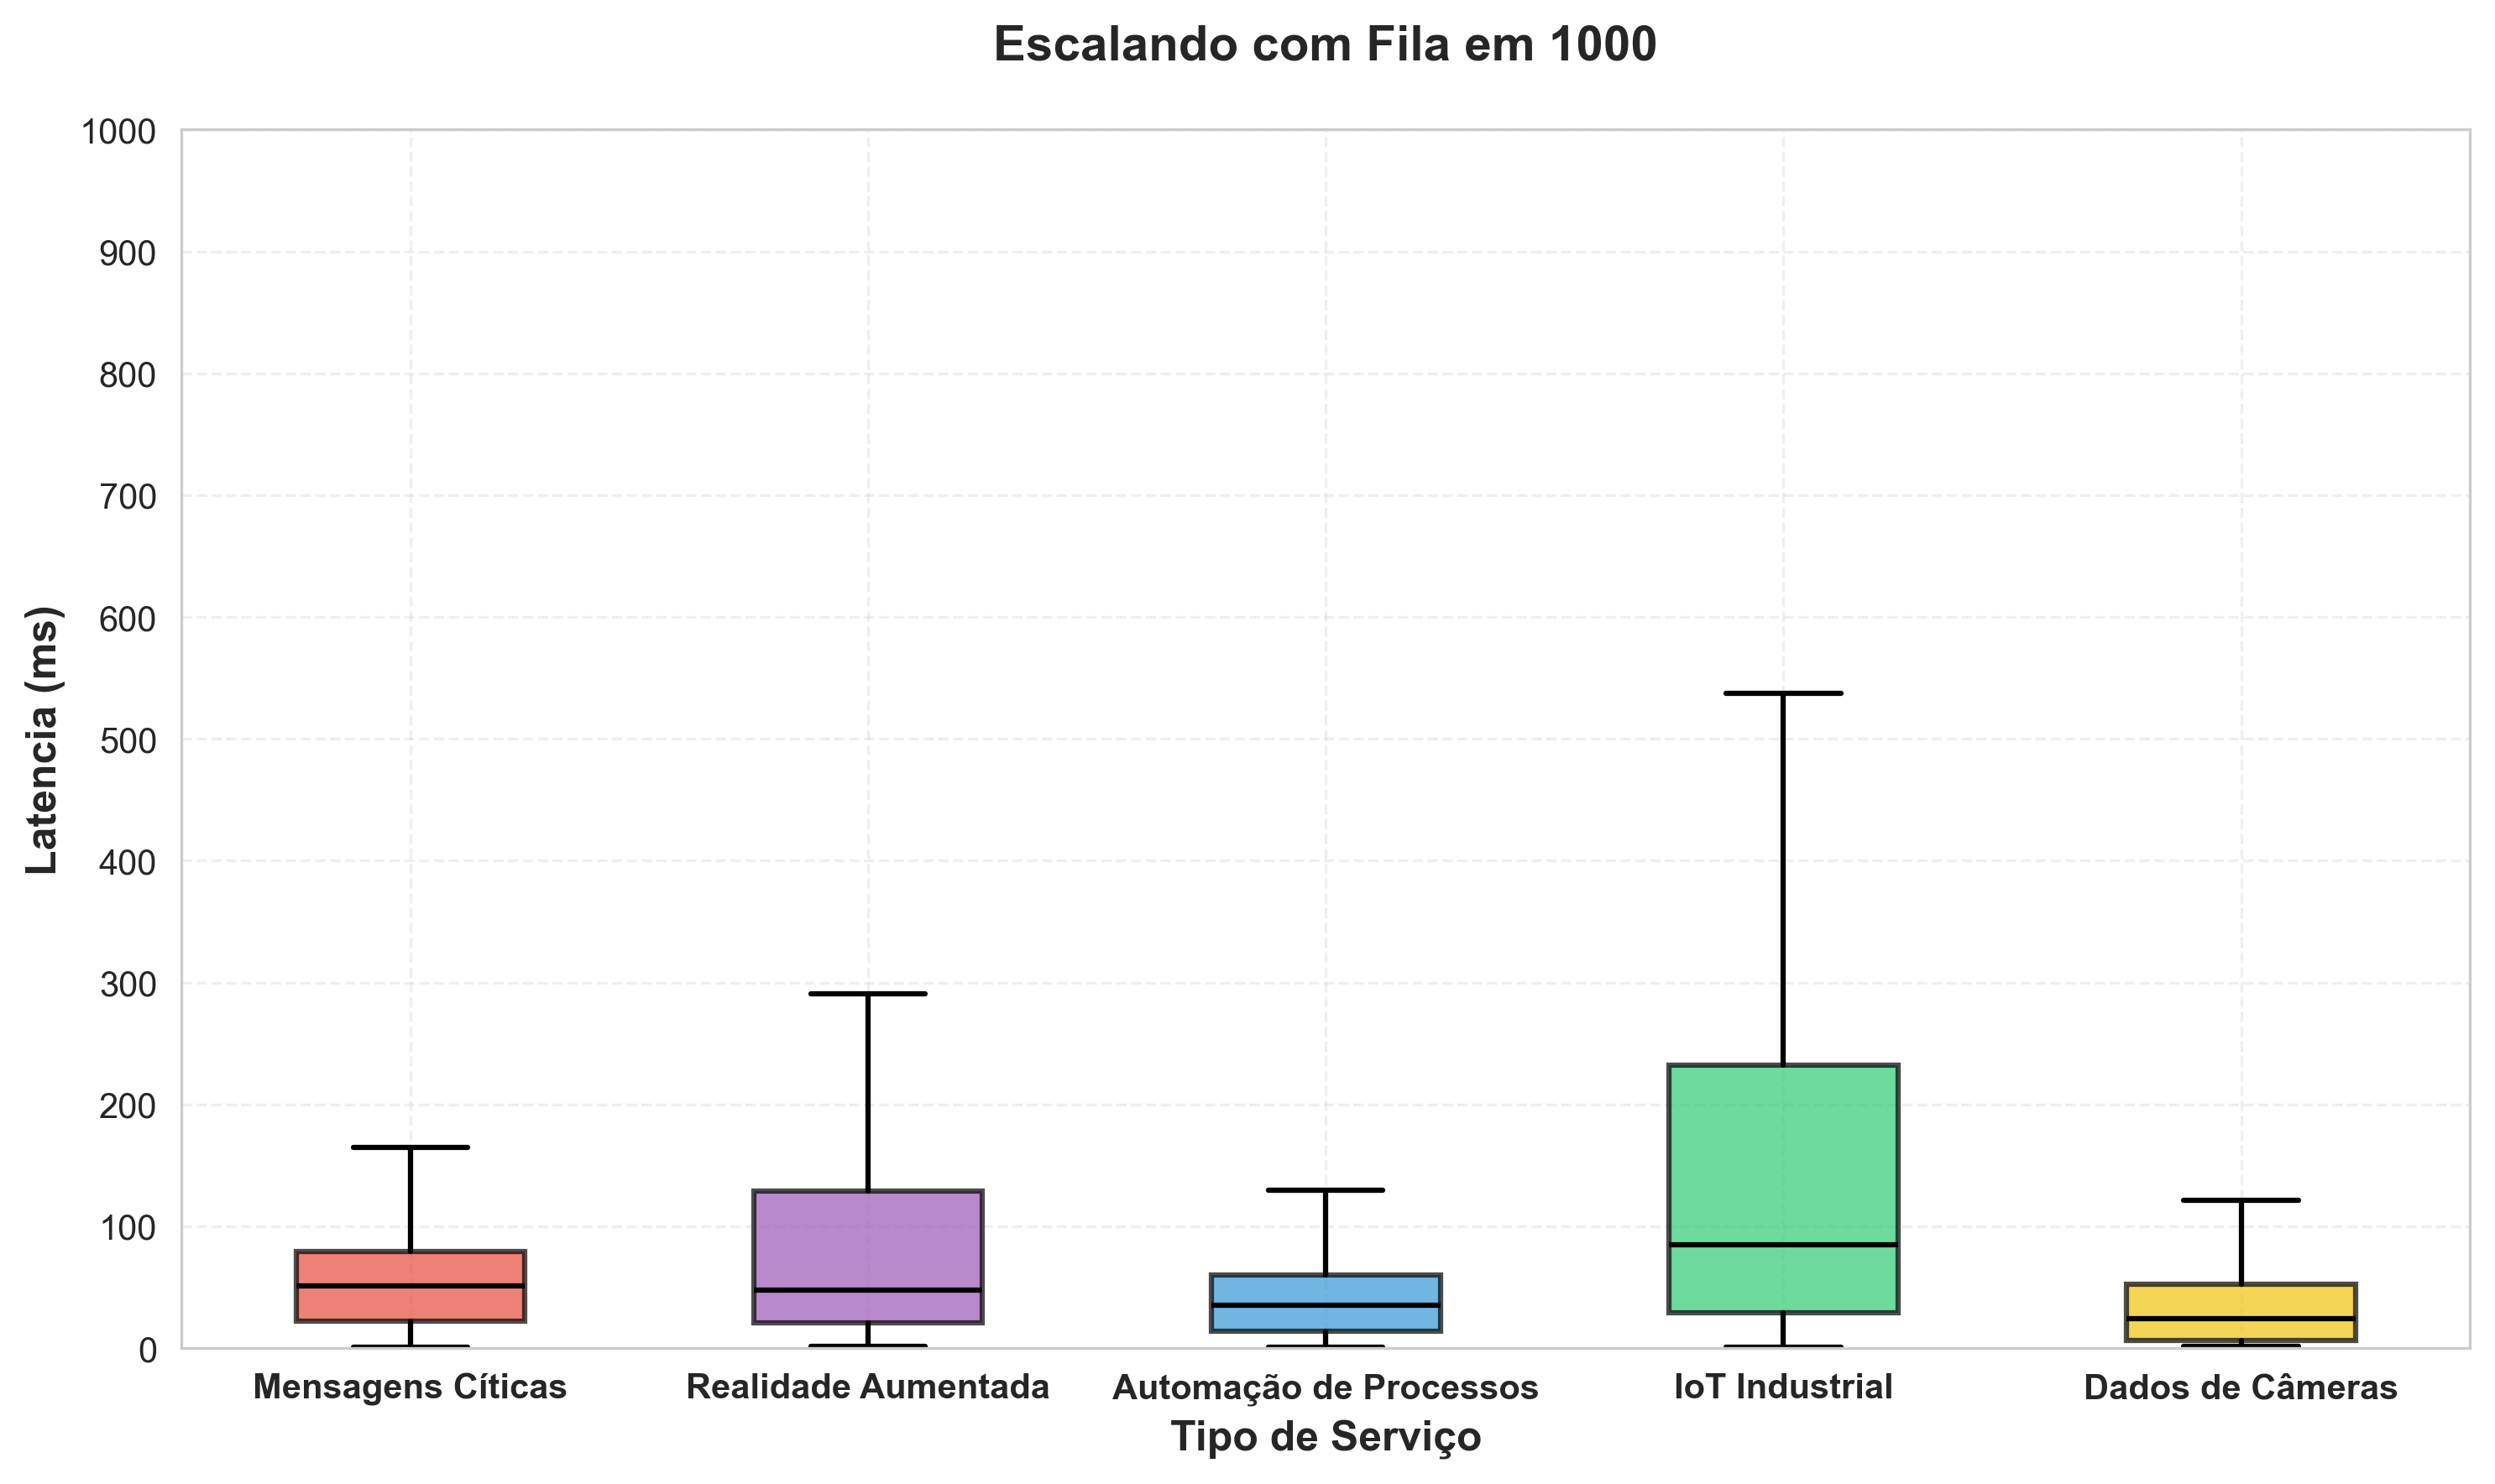 Escalando com Fila em 1000
1000
900
800
700
600
500
400
300
200
100
0
Latencia (ms)
Mensagens Cíticas
Realidade Aumentada
Automação de Processos
IoT Industrial
Dados de Câmeras
Tipo de Serviço